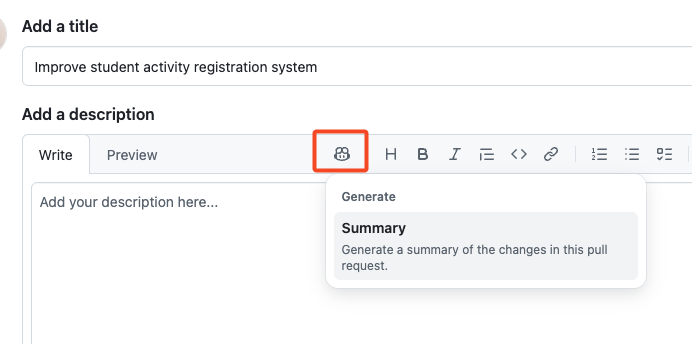 Add a title
Improve student activity registration system
Add a description
Write Preview H B I <>
Add your description here...
Generate
Summary
Generate a summary of the changes in this pull
request.